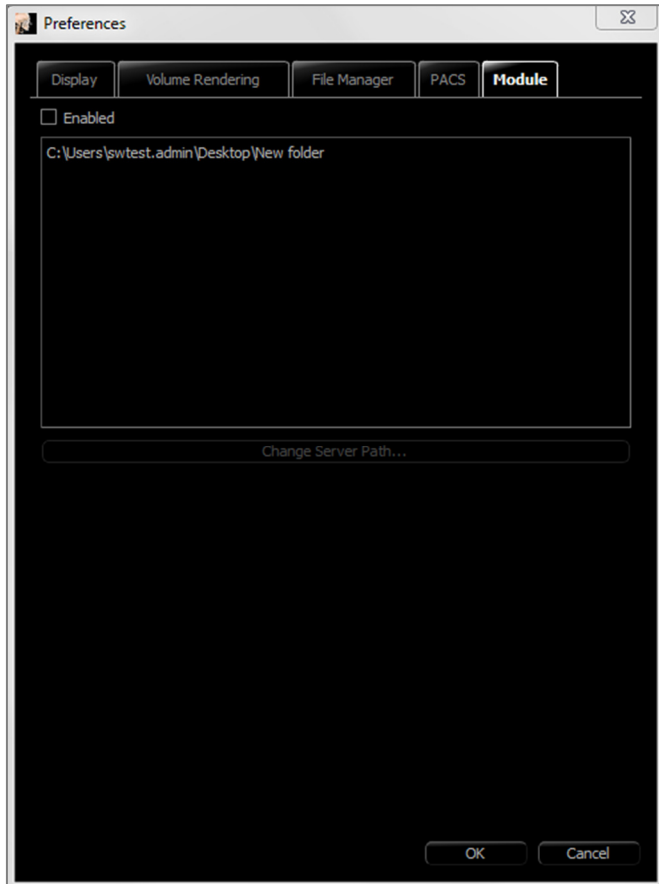 Preferences
Display Volume Rendering File Manager PACS Module
Enabled
C:\Users\swtest.admin\Desktop\New folder
Change Server Path...
OK Cancel